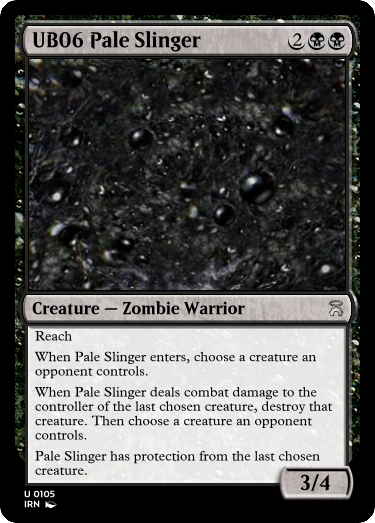 UB06 Pale Slinger 2
Creature — Zombie Warrior
Reach
When Pale Slinger enters, choose a creature an
opponent controls.
When Pale Slinger deals combat damage to the
controller of the last chosen creature, destroy that
creature. Then choose a creature an opponent
controls.
Pale Slinger has protection from the last chosen
creature.
3/4
U 0105
IRN